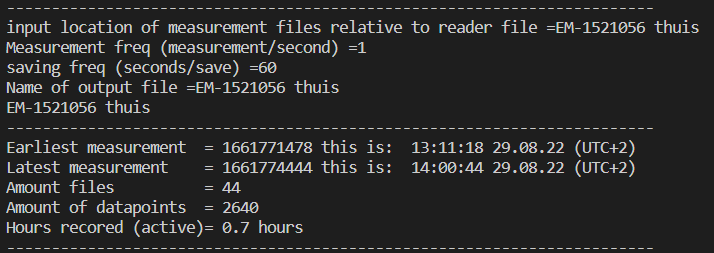 ------------------------------------------------------------------------
input location of measurement files relative to reader file =EM-1521056 thuis
Measurement freq (measurement/second) =1
saving freq (seconds/save) =60
Name of output file =EM-1521056 thuis
EM-1521056 thuis
------------------------------------------------------------------------
Earliest measurement  = 1661771478 this is:  13:11:18 29.08.22 (UTC+2)
Latest measurement    = 1661774444 this is:  14:00:44 29.08.22 (UTC+2)
Amount files          = 44
Amount of datapoints  = 2640
Hours recored (active)= 0.7 hours
------------------------------------------------------------------------